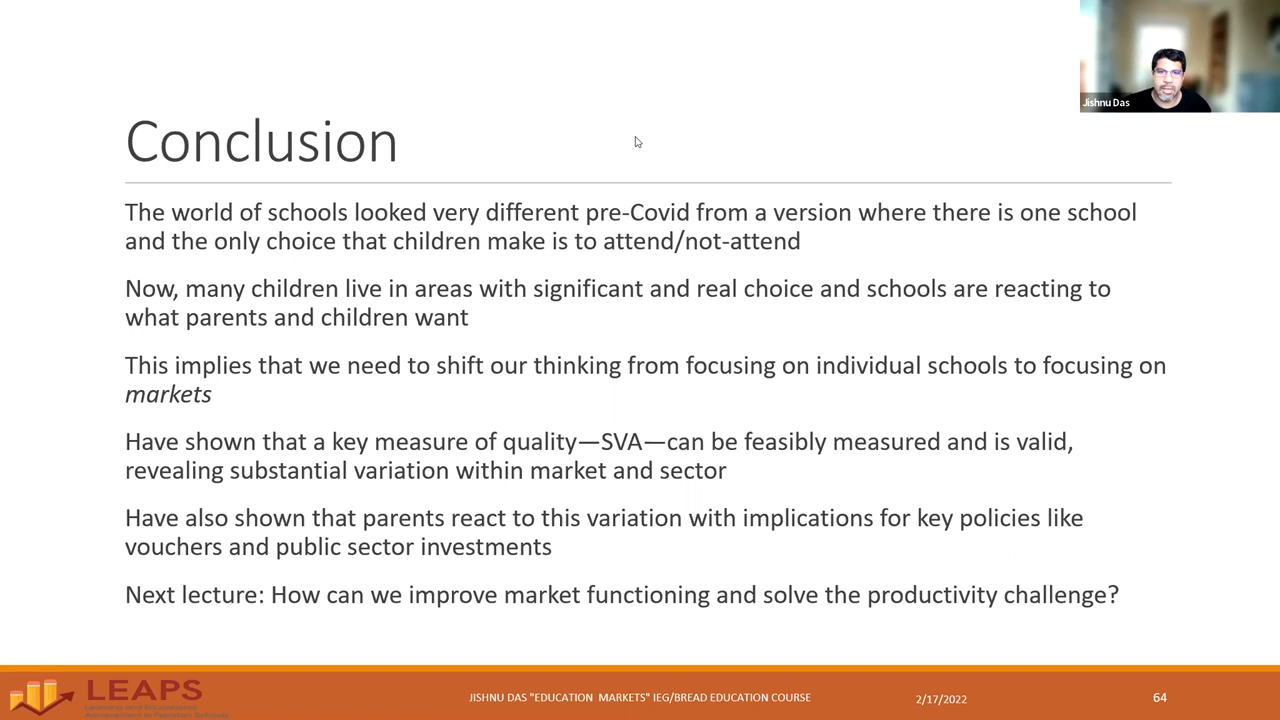 Jishnu Das
Conclusion
The world of schools looked very different pre-Covid from a version where there is one school
and the only choice that children make is to attend/not-attend
Now, many children live in areas with significant and real choice and schools are reacting to
what parents and children want
This implies that we need to shift our thinking from focusing on individual schools to focusing on
markets
Have shown that a key measure of quality—SVA—can be feasibly measured and is valid,
revealing substantial variation within market and sector
Have also shown that parents react to this variation with implications for key policies like
vouchers and public sector investments
Next lecture: How can we improve market functioning and solve the productivity challenge?
LEAPS
Learning and Educational
Achievement in Pakistan Schools
JISHNU DAS "EDUCATION MARKETS" IEG/BREAD EDUCATION COURSE
2/17/2022
64